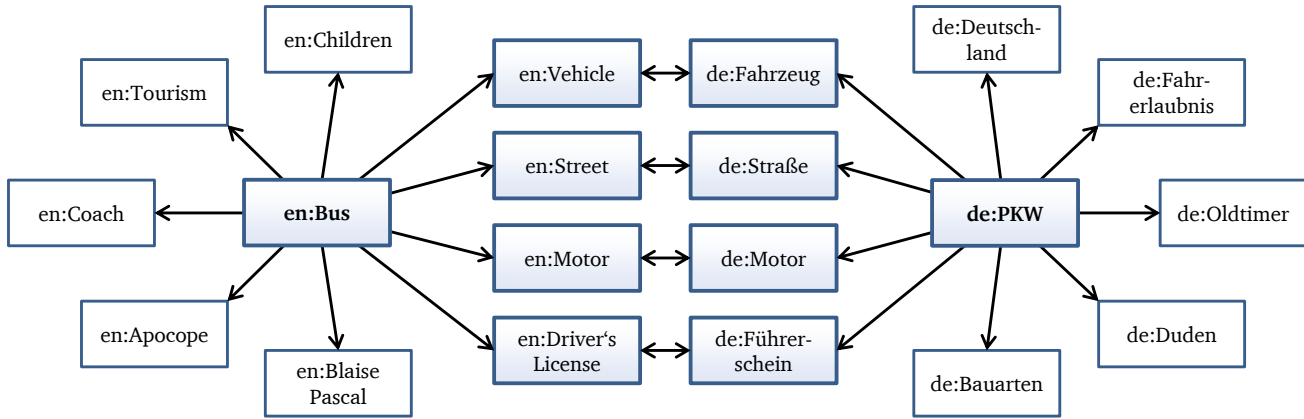 en:Children
en:Tourism
en:Coach
en:Bus
en:Apocope
en:Blaise
Pascal
en:Vehicle
de:Fahrzeug
en:Street
de:Straße
en:Motor
de:Motor
en:Driver‘s
License
de:Führer-
schein
de:Deutsch-
land
de:Fahr-
erlaubnis
de:PKW
de:Oldtimer
de:Duden
de:Bauarten